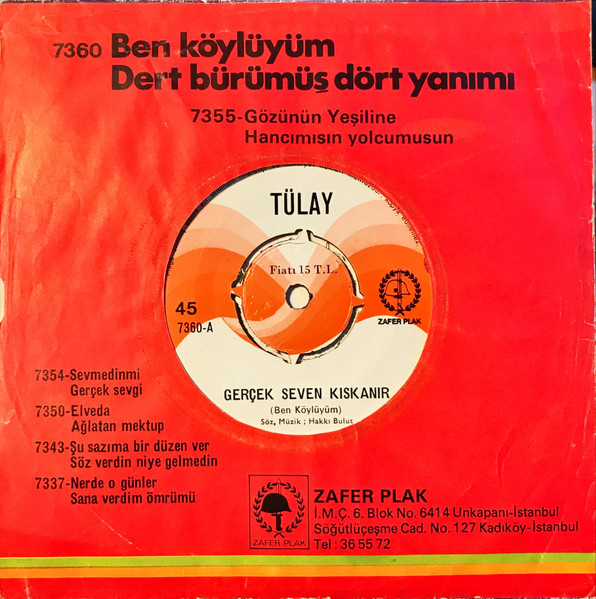 7360 Ben köylüyüm
Dert bürümüş dört yanımı
7355-Gözünün Yeşiline
Hancımısın yolcumusun
TÜLAY
Fiatı 15 T.L.
45
7360-A
ZAFER PLAK
GERÇEK SEVEN KISKANIR
(Ben Köylüyüm)
Söz, Müzik ; Hakkı Bulut
7354-Sevmedinmi
Gerçek sevgi
7350-Elveda
Ağlatan mektup
7343-Şu sazıma bir düzen ver
Söz verdin niye gelmedin
7337-Nerde o günler
Sana verdim ömrümü
ZAFER PLAK
ZAFER PLAK
İ.M.Ç. 6. Blok No. 6414 Unkapanı-İstanbul
Söğütlüçeşme Cad. No. 127 Kadıköy-İstanbul
Tel: 36 55 72